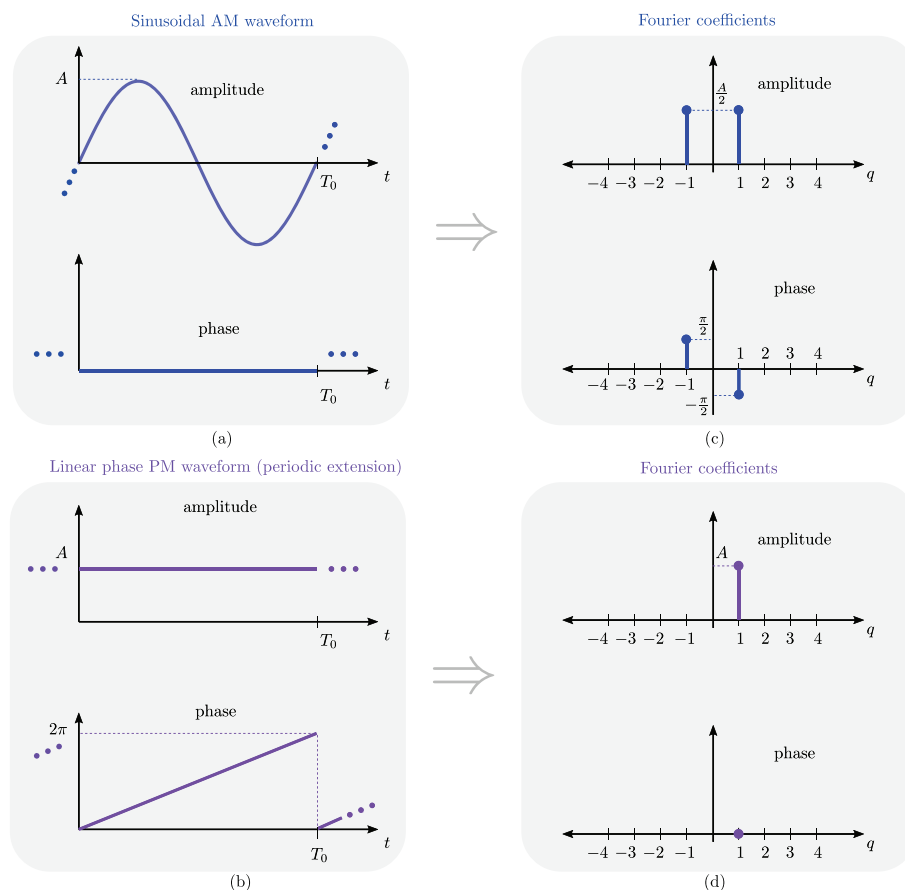 Sinusoidal AM waveform
A
amplitude
T₀
t
phase
T₀
t
(a)
Fourier coefficients
A/2
amplitude
−4 −3 −2 −1 1 2 3 4
q
phase
π/2
1 2 3 4
−4 −3 −2 −1
q
−π/2
(c)
Linear phase PM waveform (periodic extension)
amplitude
A
T₀
t
phase
2π
T₀
t
(b)
Fourier coefficients
amplitude
A
−4 −3 −2 −1 1 2 3 4
q
phase
−4 −3 −2 −1 1 2 3 4
q
(d)